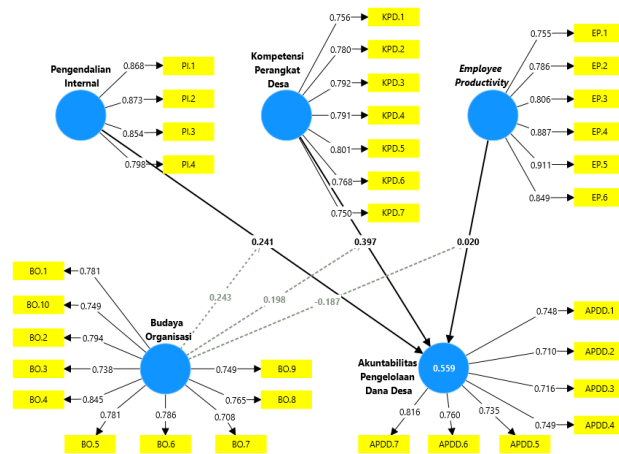 Pengendalian
Internal
0.868
PI.1
0.873
PI.2
0.854
PI.3
0.798
PI.4
Kompetensi
Perangkat
Desa
0.756
KPD.1
0.780
KPD.2
0.792
KPD.3
0.791
KPD.4
0.801
KPD.5
0.768
KPD.6
0.750
KPD.7
Employee
Productivity
0.755
EP.1
0.786
EP.2
0.806
EP.3
0.887
EP.4
0.911
EP.5
0.849
EP.6
0.241
0.397
0.020
0.243
0.198
-0.187
Budaya
Organisasi
BO.1
0.781
BO.10
0.749
BO.2
0.794
BO.3
0.738
BO.4
0.845
0.781
BO.5
0.786
BO.6
0.708
BO.7
0.749
BO.9
0.765
BO.8
Akuntabilitas
Pengelolaan
Dana Desa
0.559
0.748
APDD.1
0.710
APDD.2
0.716
APDD.3
0.749
APDD.4
0.816
APDD.7
0.760
APDD.6
0.735
APDD.5